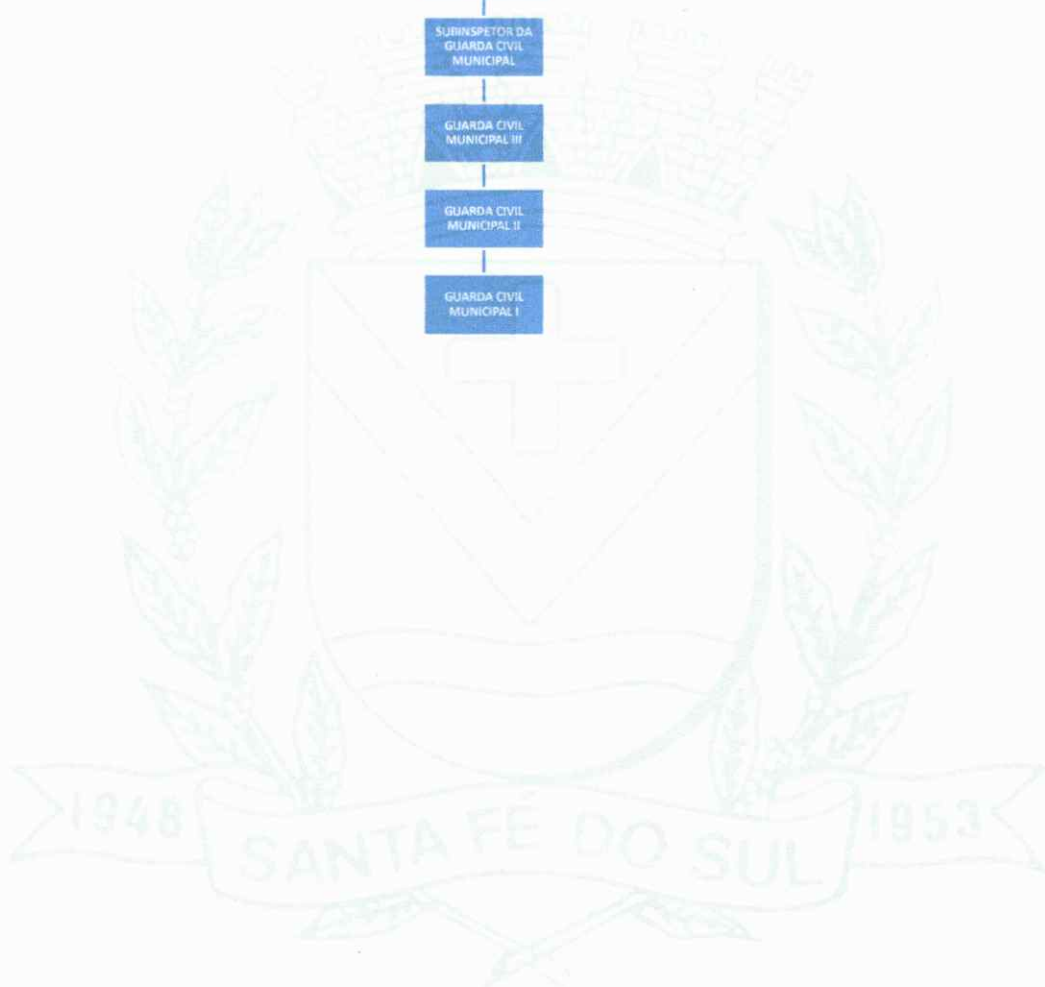 SUBINSPETOR DA
GUARDA CIVIL
MUNICIPAL
GUARDA CIVIL
MUNICIPAL III
GUARDA CIVIL
MUNICIPAL II
GUARDA CIVIL
MUNICIPAL I
1948
SANTA FÉ DO SUL
1953